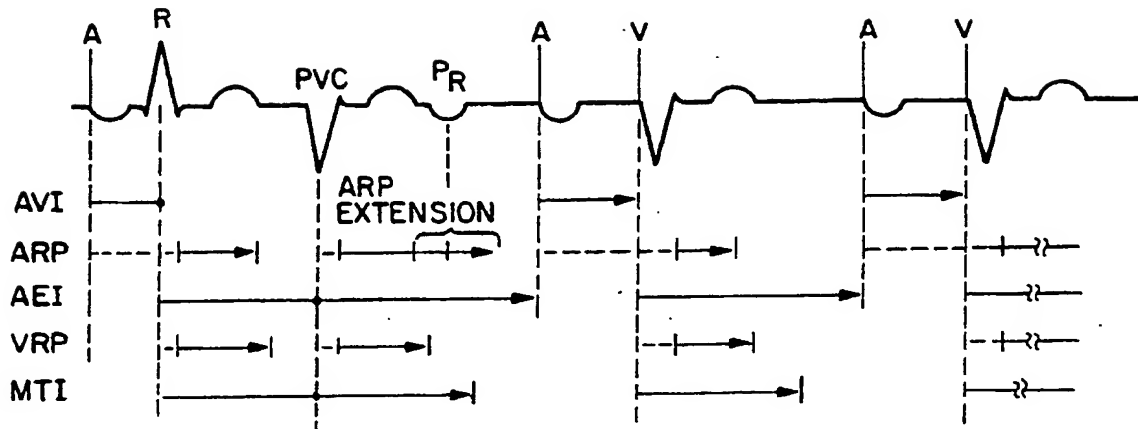 A R A V A V
PVC P_R
ARP
AVI EXTENSION
ARP
AEI
VRP
MTI